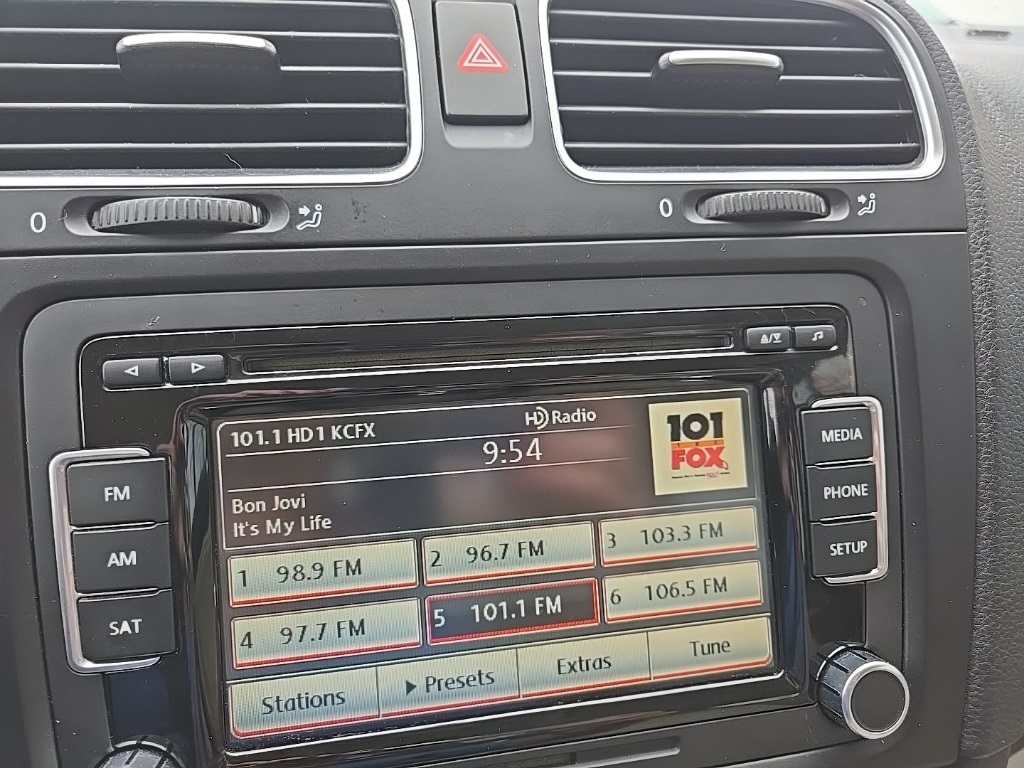 0
0
101.1 HD1 KCFX
HD Radio
9:54
101
THE
FOX
Bon Jovi
It's My Life
1 98.9 FM
2 96.7 FM
3 103.3 FM
4 97.7 FM
5 101.1 FM
6 106.5 FM
Stations
Presets
Extras
Tune
FM
AM
SAT
MEDIA
PHONE
SETUP